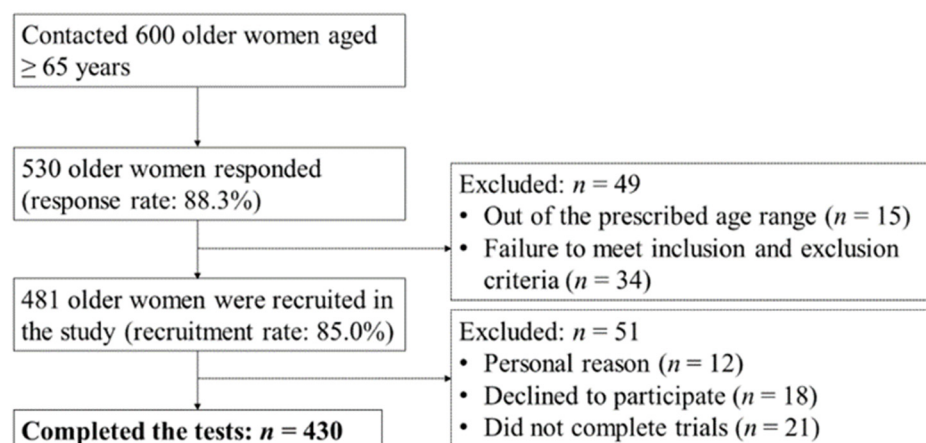 Contacted 600 older women aged
≥ 65 years
530 older women responded
(response rate: 88.3%)
Excluded: n = 49
• Out of the prescribed age range (n = 15)
• Failure to meet inclusion and exclusion
criteria (n = 34)
481 older women were recruited in
the study (recruitment rate: 85.0%)
Excluded: n = 51
• Personal reason (n = 12)
• Declined to participate (n = 18)
• Did not complete trials (n = 21)
Completed the tests: n = 430